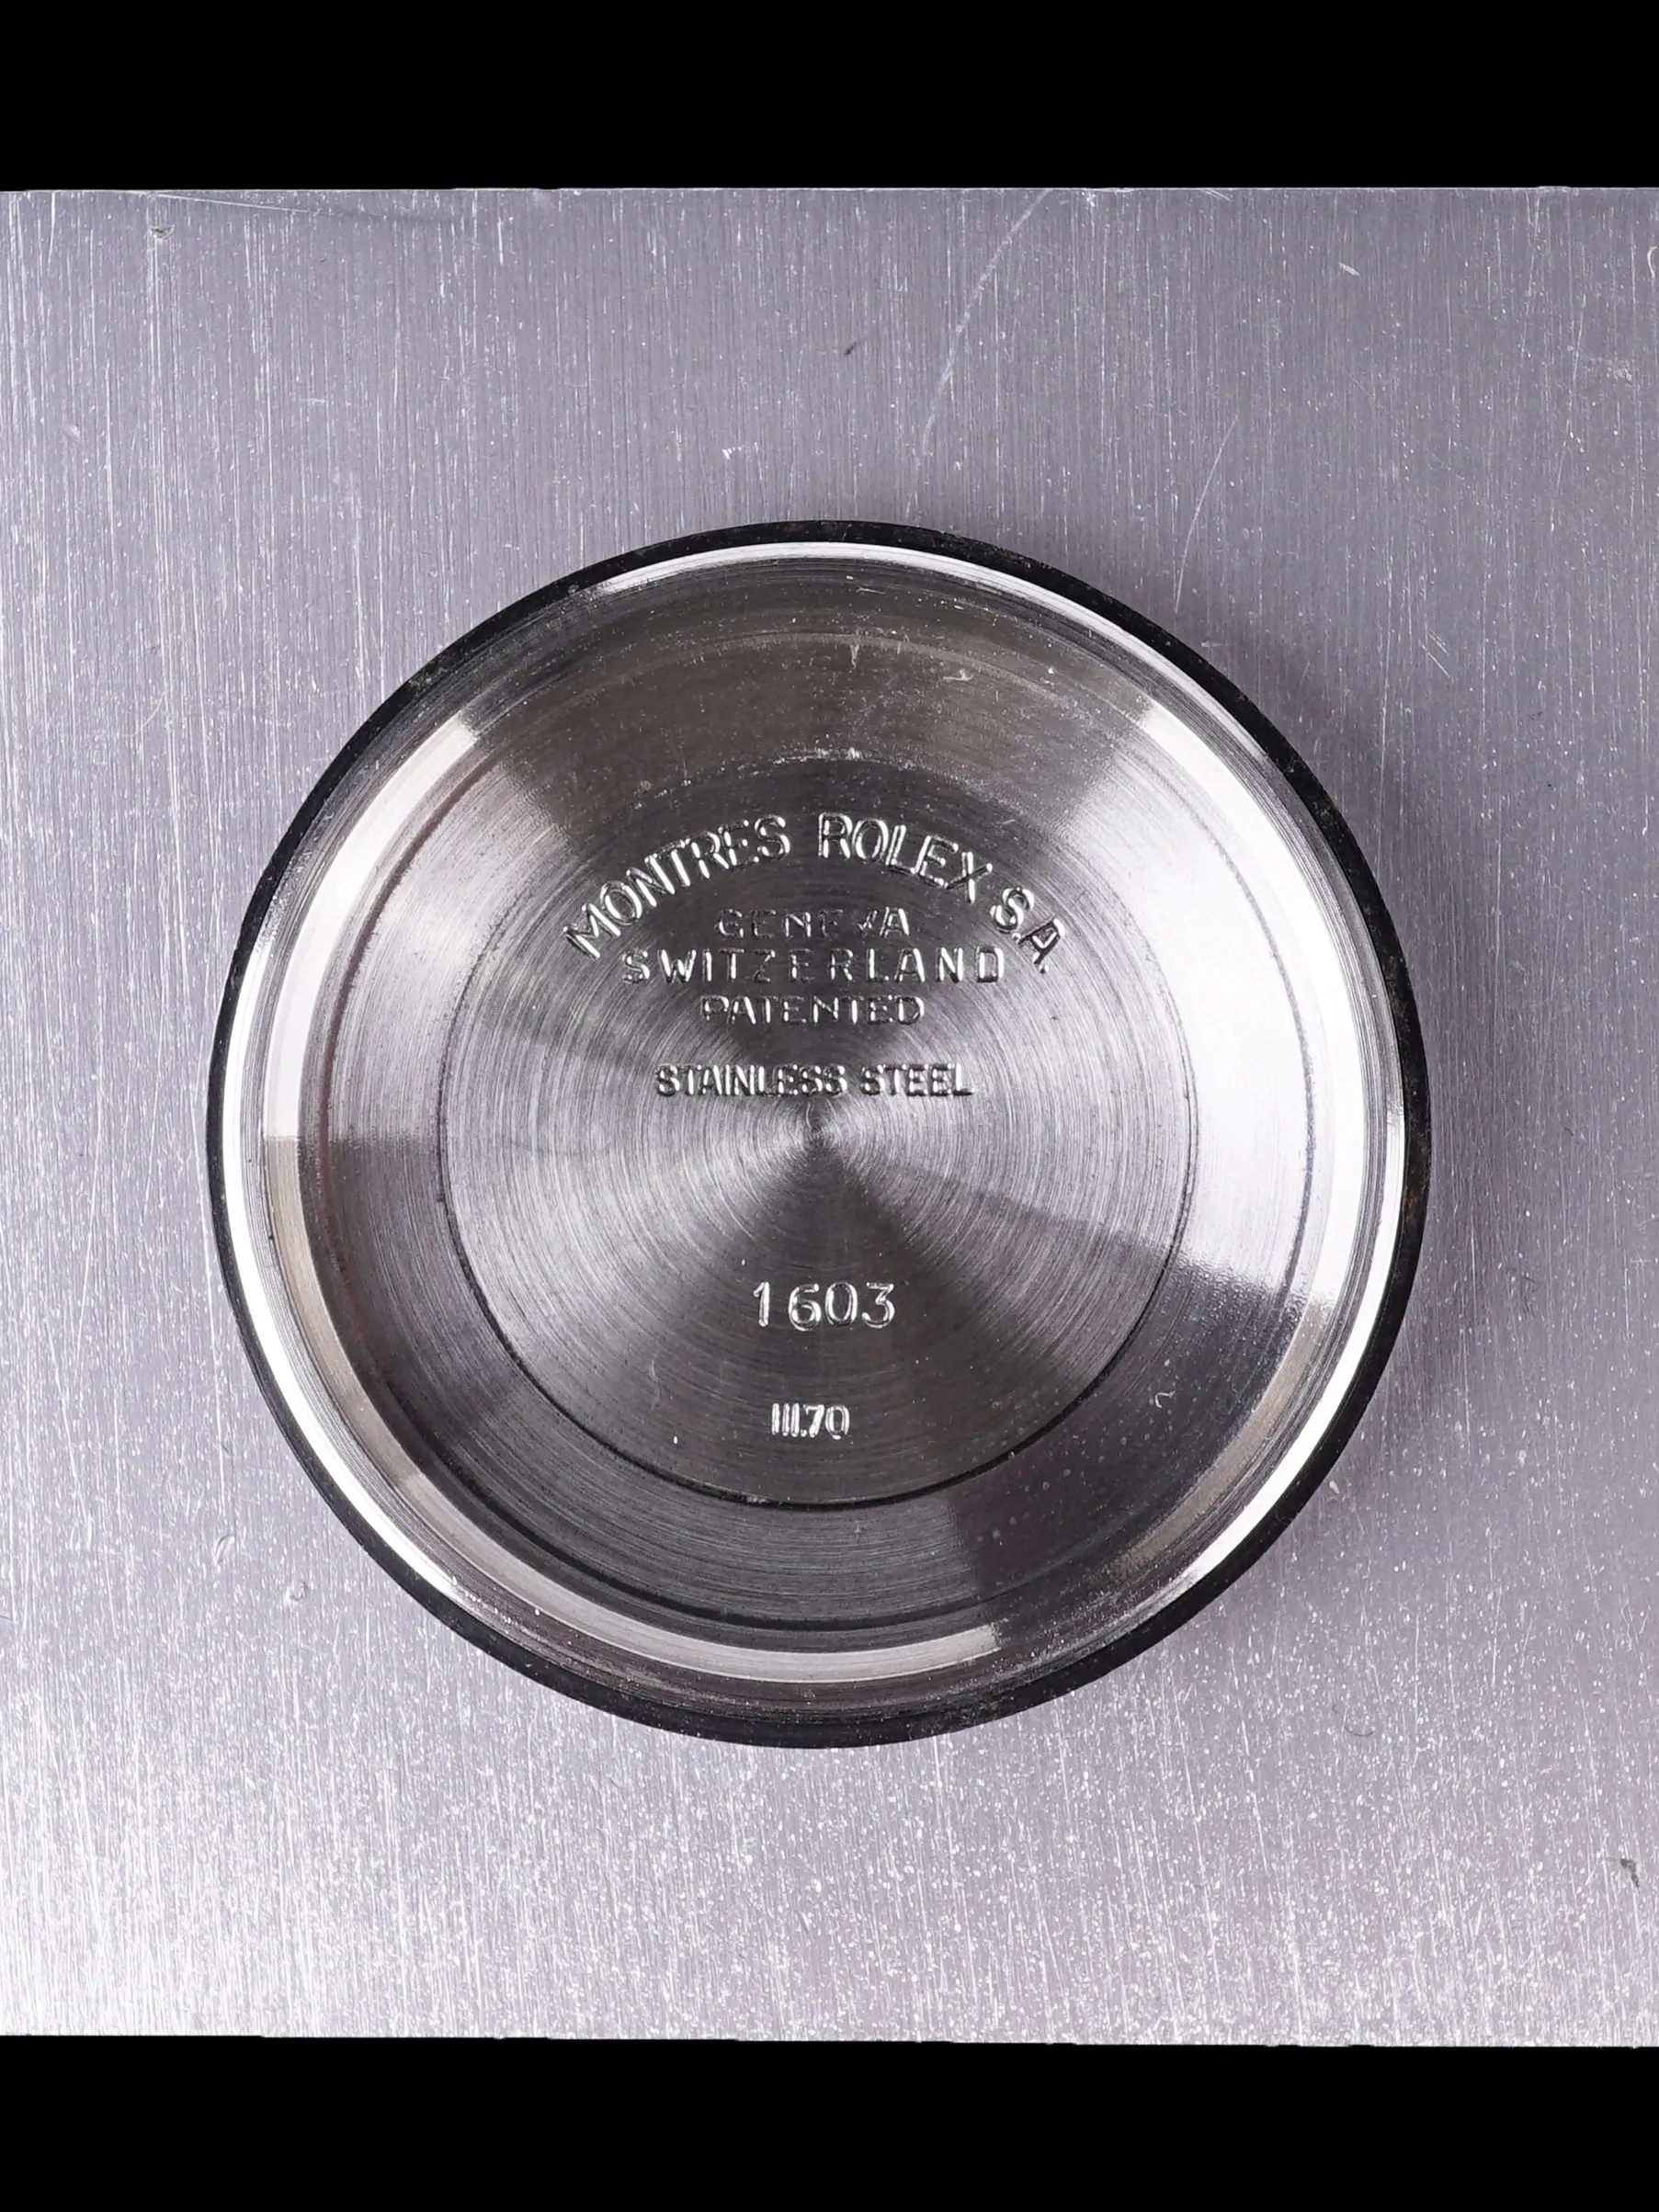 MONTRES ROLEX S.A.
GENEVA
SWITZERLAND
PATENTED
STAINLESS STEEL
1603
III.70